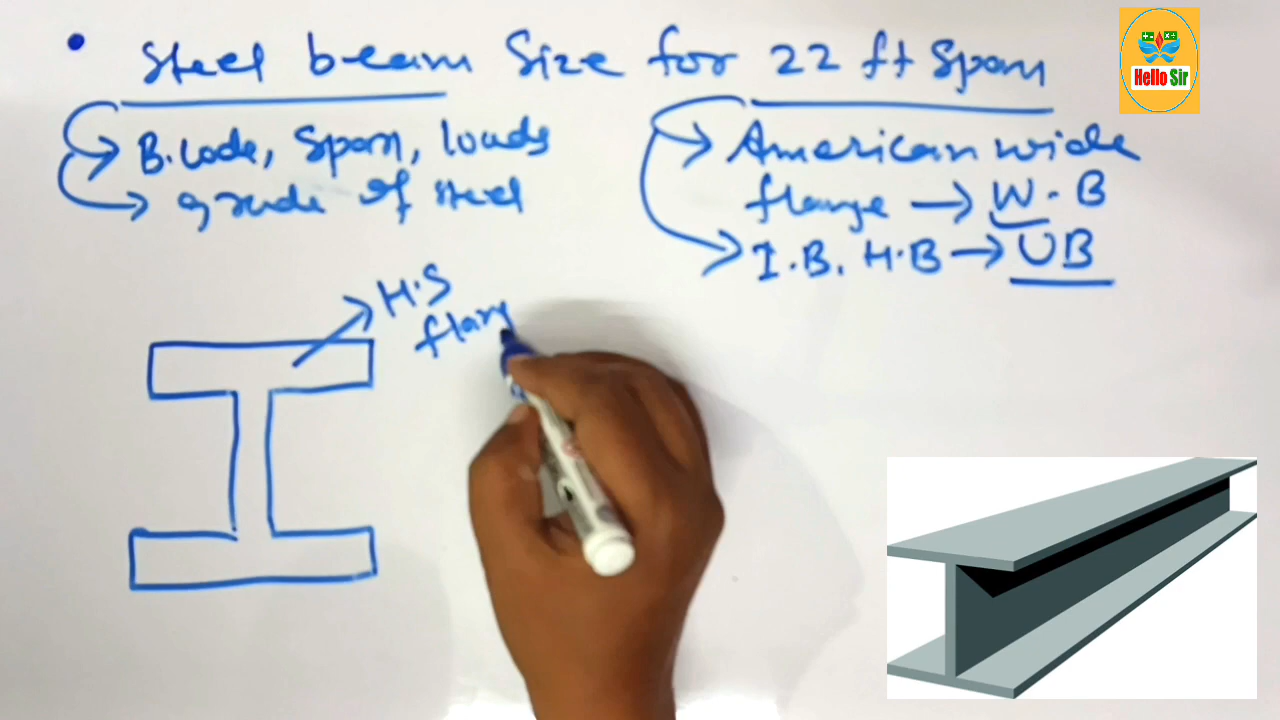 Steel beam Size for 22 ft Span
B.Code, Span, loads
grade of steel
American wide
flange → W.B
I.B. H.B → UB
H.S
flang
Hello Sir